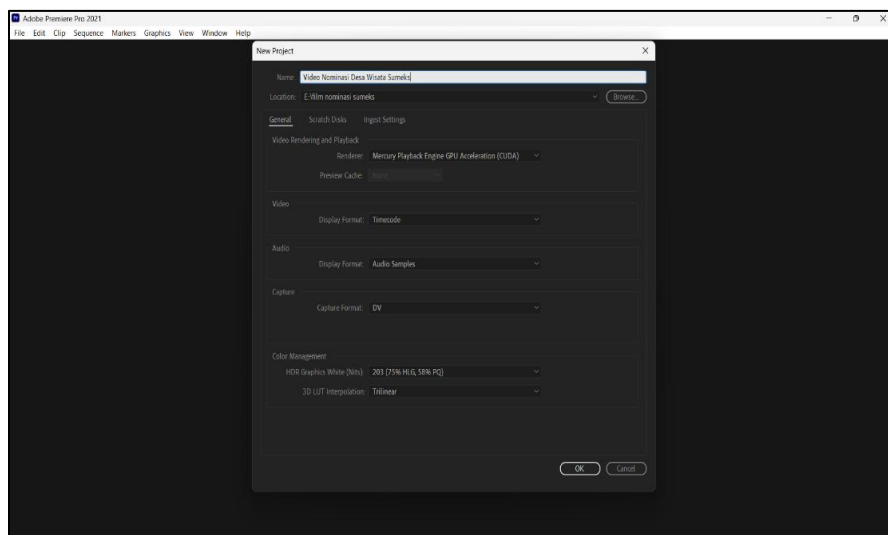 Adobe Premiere Pro 2021
File Edit Clip Sequence Markers Graphics View Window Help
New Project
Name: Video Nominasi Desa Wisata Sumeks
Location: E:\film nominasi sumeks Browse...
General Scratch Disks Ingest Settings
Video Rendering and Playback
Renderer: Mercury Playback Engine GPU Acceleration (CUDA)
Preview Cache: None
Video
Display Format: Timecode
Audio
Display Format: Audio Samples
Capture
Capture Format: DV
Color Management
HDR Graphics White (Nits): 203 (75% HLG, 58% PQ)
3D LUT Interpolation: Trilinear
OK Cancel